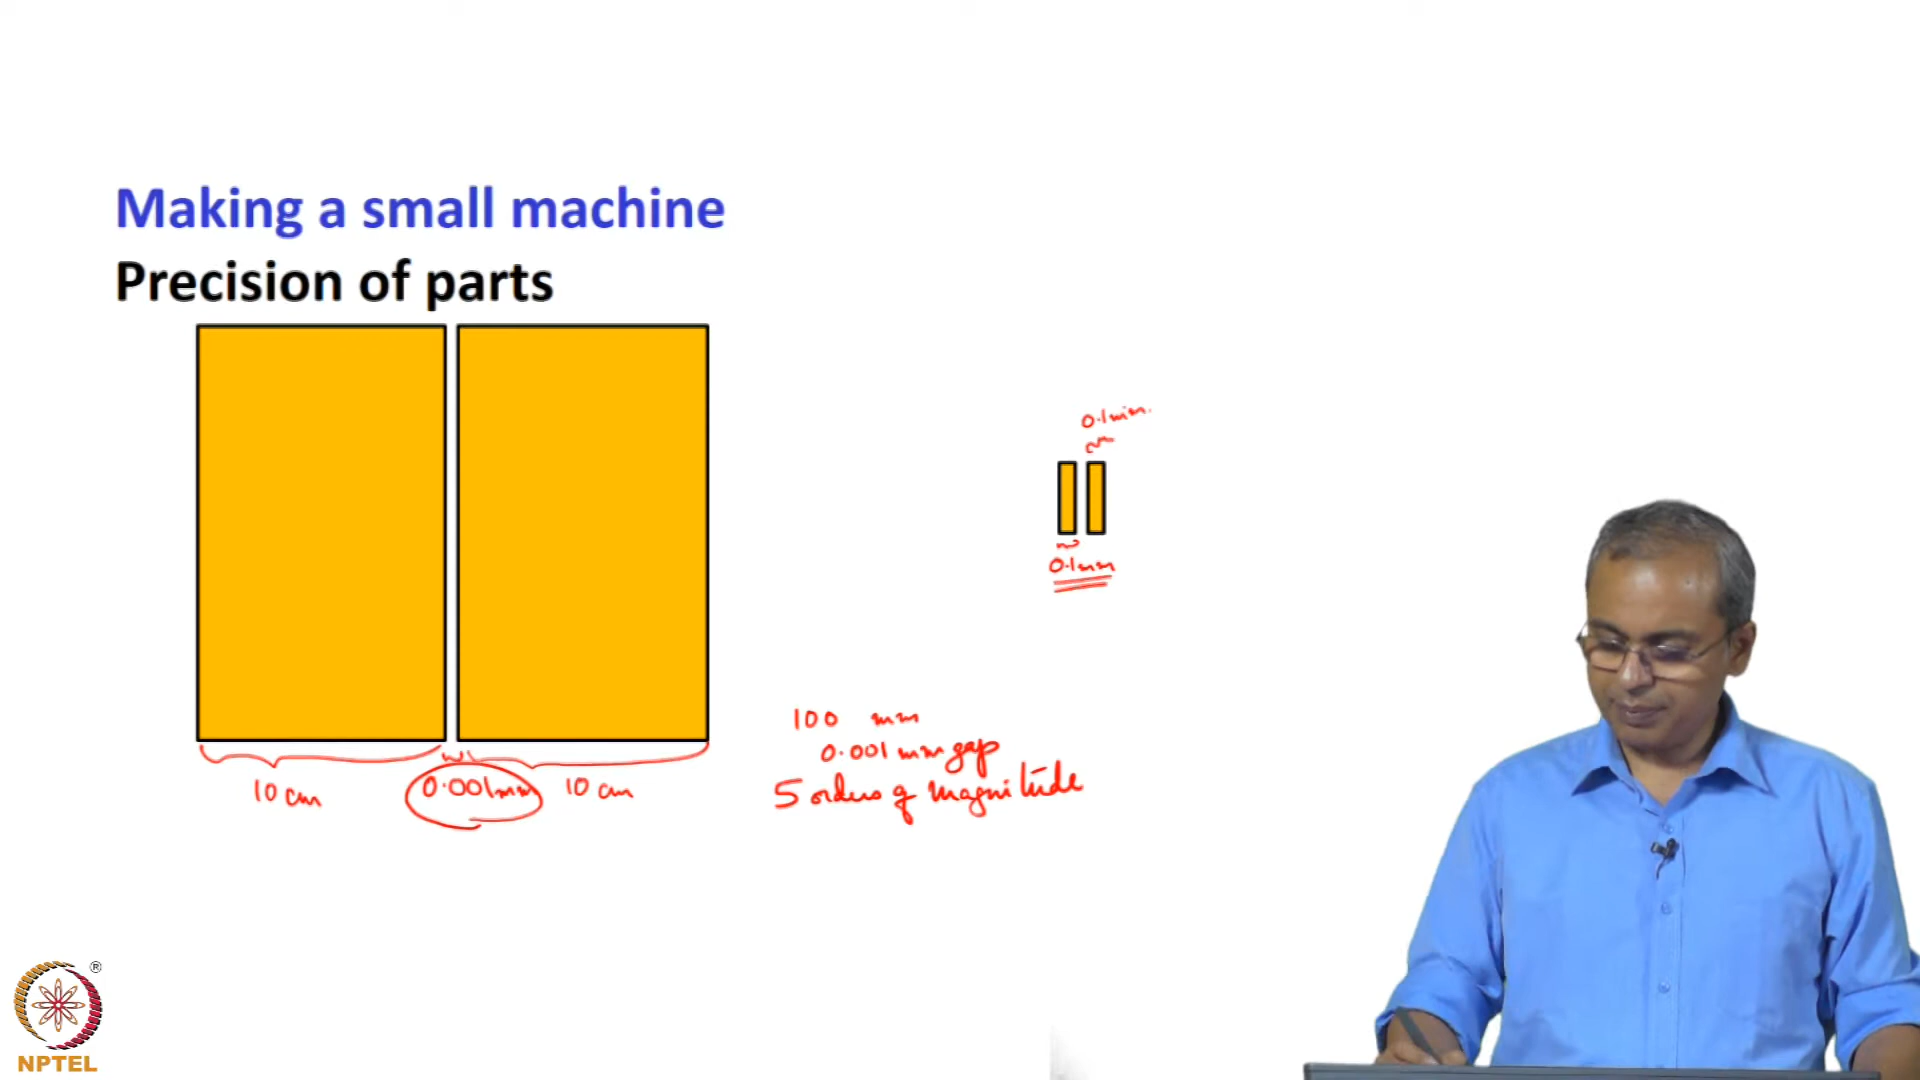 Making a small machine
Precision of parts
0.1mm.
0.1mm
100 mm
0.001 mm gap
5 orders of magnitude
10 cm
0.001mm
10 cm
®
NPTEL